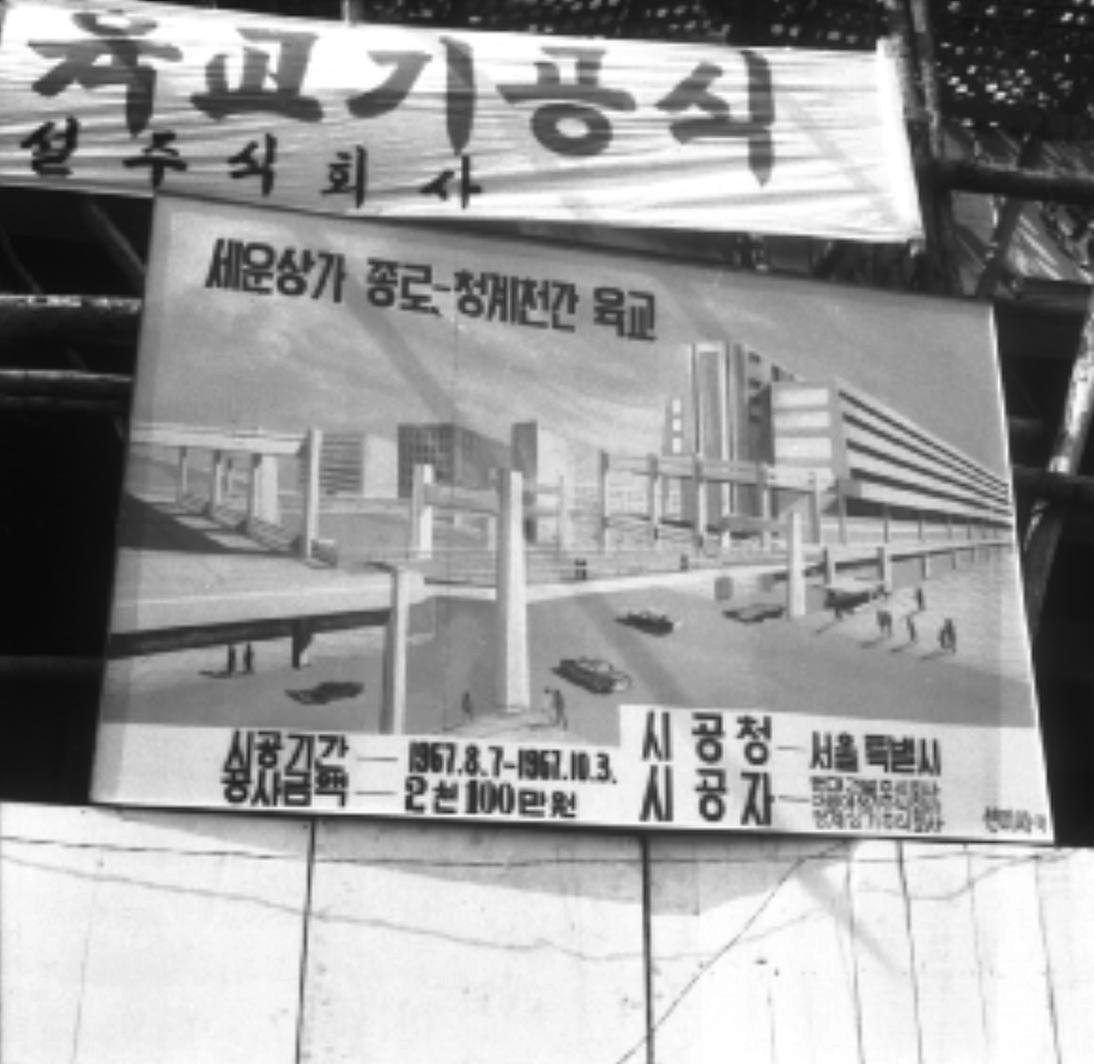 육교기공식
설주식회사
세운상가 종로-청계천간 육교
시공기간 — 1967.8.7-1967.10.3.
공사금액 — 2천100만원
시공청 — 서울특별시
시공자 —